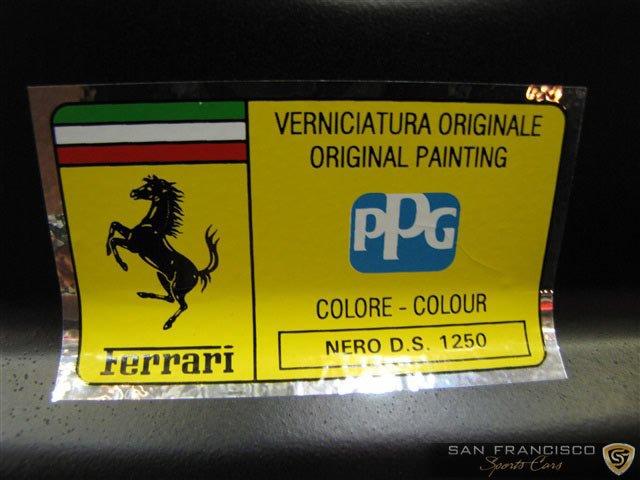 VERNICIATURA ORIGINALE
ORIGINAL PAINTING
PPG
COLORE - COLOUR
NERO D.S. 1250
Ferrari
SAN FRANCISCO
Sports Cars
S